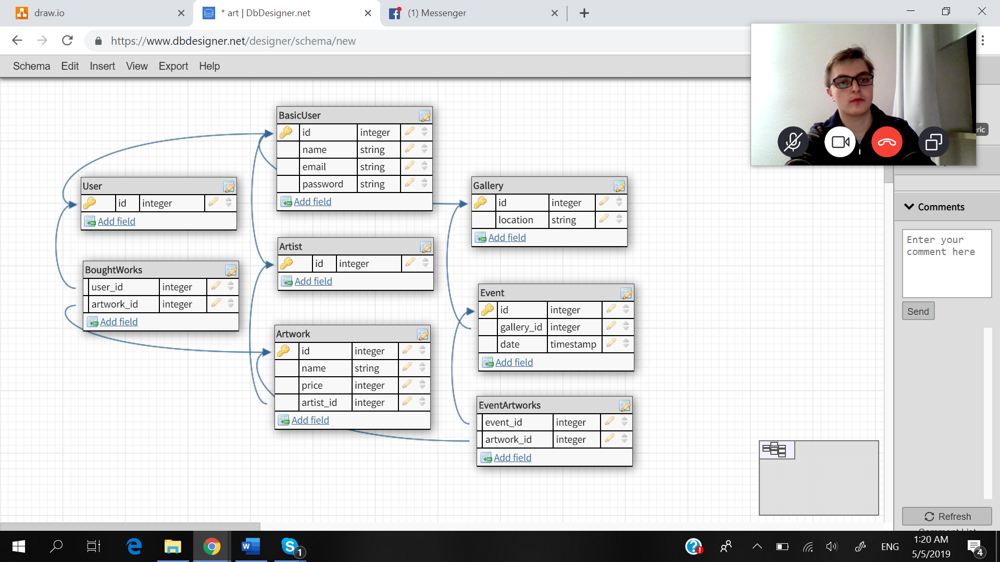 draw.io
* art | DbDesigner.net
(1) Messenger
https://www.dbdesigner.net/designer/schema/new
Schema Edit Insert View Export Help
BasicUser
id integer
name string
email string
password string
Add field
User
id integer
Add field
Gallery
id integer
location string
Add field
Artist
id integer
Add field
BoughtWorks
user_id integer
artwork_id integer
Add field
Event
id integer
gallery_id integer
date timestamp
Add field
Artwork
id integer
name string
price integer
artist_id integer
Add field
EventArtworks
event_id integer
artwork_id integer
Add field
ric
Comments
Enter your
comment here
Send
Refresh
W
S
1
ENG
1:20 AM
5/5/2019
4